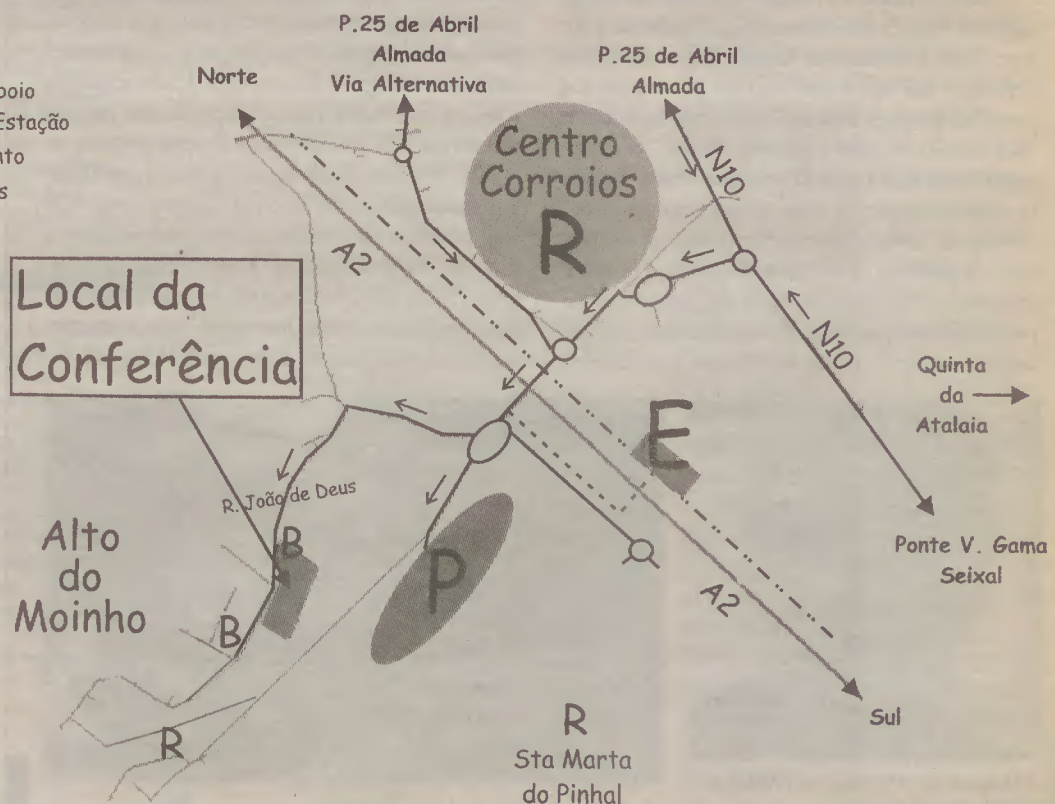 P.25 de Abril
Almada
Via Alternativa
P.25 de Abril
Almada
Norte
Estação
Centro
Corroios
R
N10
A2
Local da
Conferência
N10
Quinta
da
Atalaia
E
R. João de Deus
Alto
do
Moinho
B
P
B
Ponte V. Gama
Seixal
A2
Sul
R
R
Sta Marta
do Pinhal